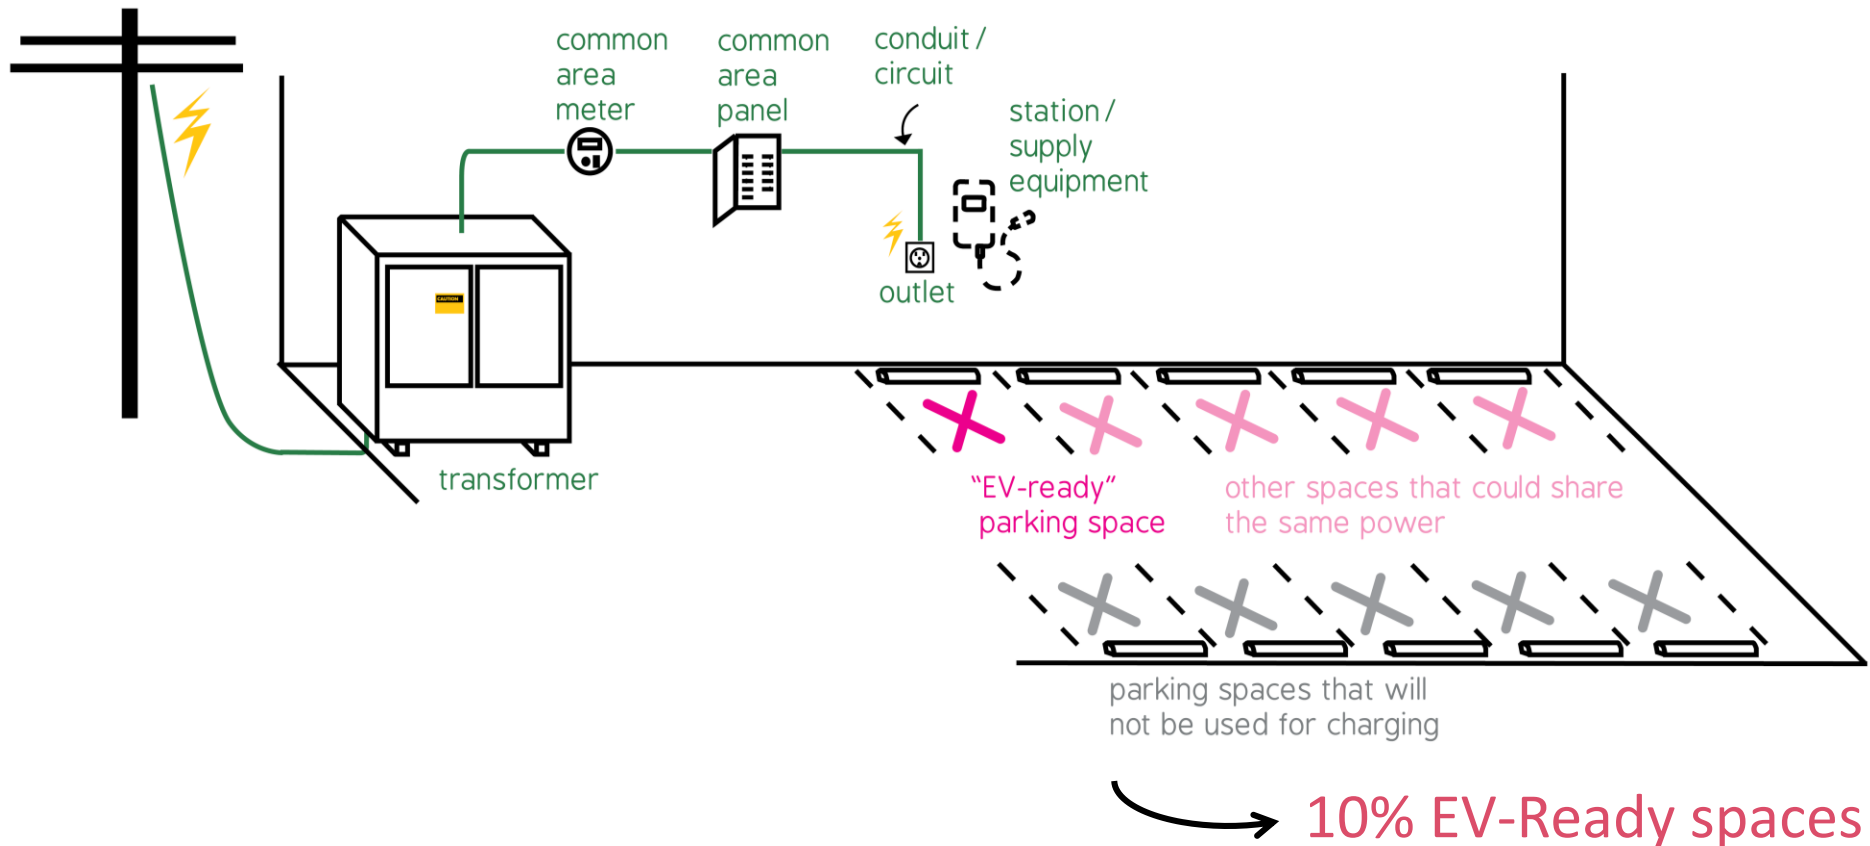 common
area
meter
common
area
panel
conduit /
circuit
station /
supply
equipment
outlet
CAUTION
transformer
“EV-ready“
parking space
other spaces that could share
the same power
parking spaces that will
not be used for charging
10% EV-Ready spaces